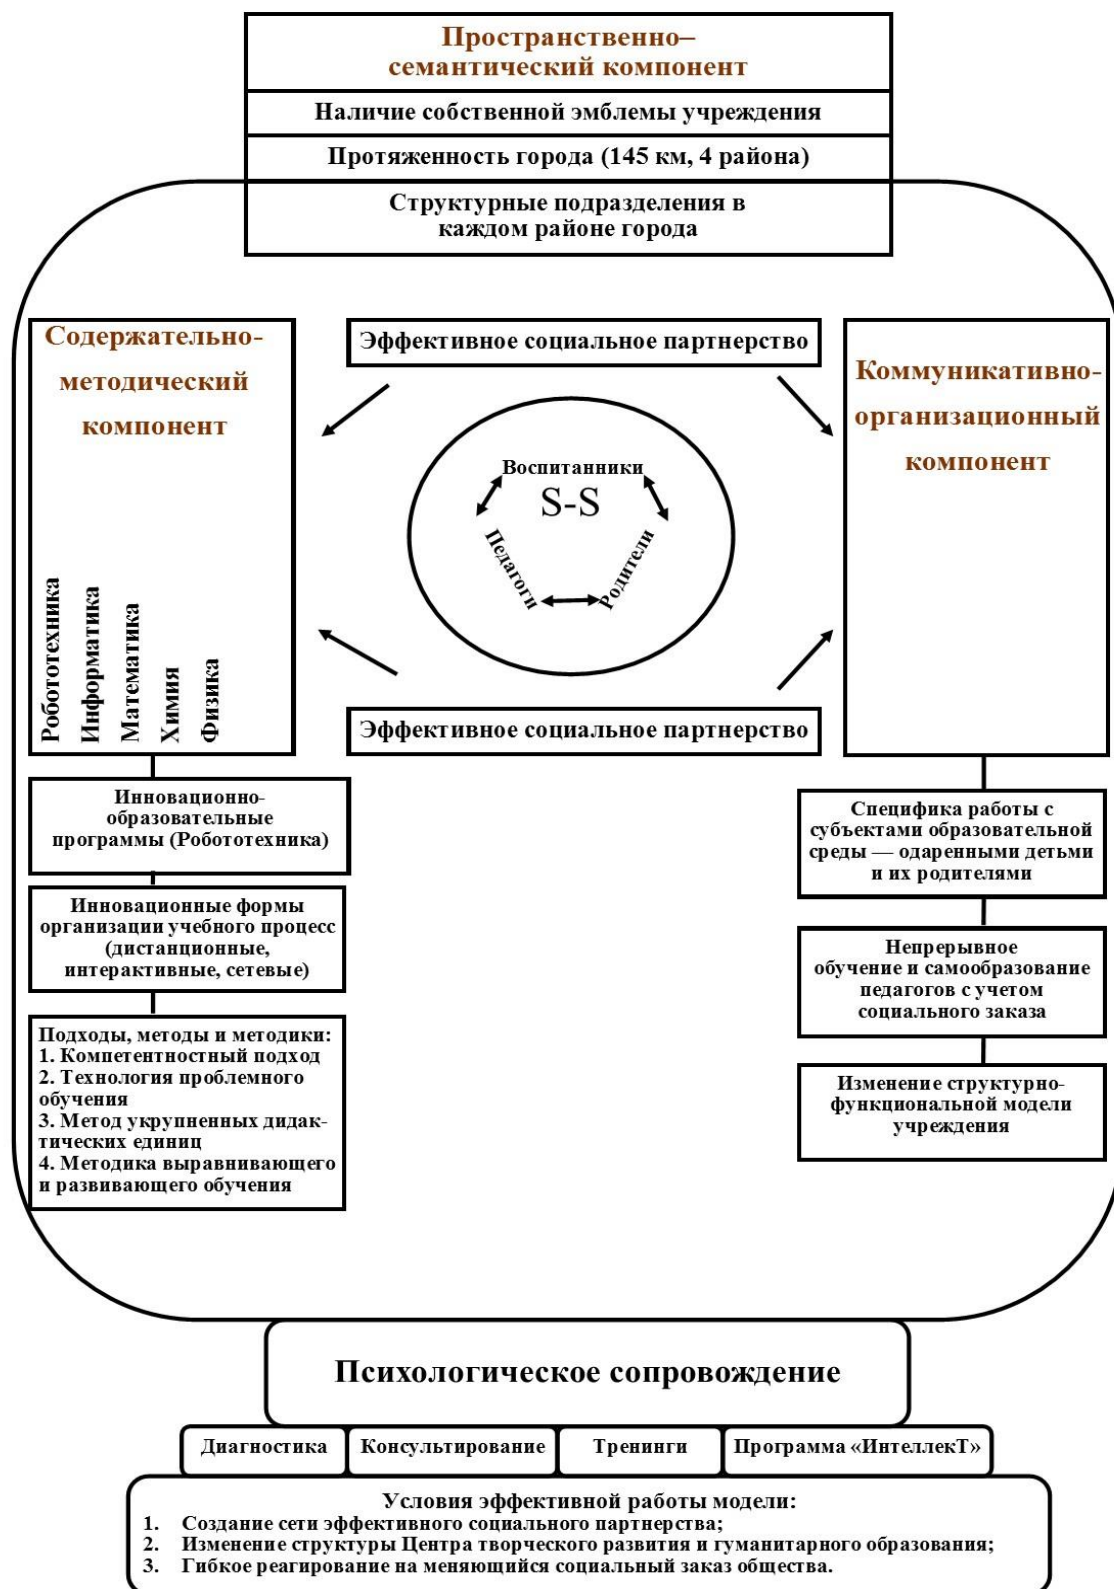 Пространственно–
семантический компонент
Наличие собственной эмблемы учреждения
Протяженность города (145 км, 4 района)
Структурные подразделения в
каждом районе города
Содержательно-
методический
компонент
Робототехника
Информатика
Математика
Химия
Физика
Эффективное социальное партнерство
Воспитанники
S-S
Педагоги
Родители
Эффективное социальное партнерство
Коммуникативно-
организационный
компонент
Инновационно-
образовательные
программы (Робототехника)
Инновационные формы
организации учебного процесс
(дистанционные,
интерактивные, сетевые)
Подходы, методы и методики:
1. Компетентностный подход
2. Технология проблемного
обучения
3. Метод укрупненных дидак-
тических единиц
4. Методика выравнивающего
и развивающего обучения
Специфика работы с
субъектами образовательной
среды — одаренными детьми
и их родителями
Непрерывное
обучение и самообразование
педагогов с учетом
социального заказа
Изменение структурно-
функциональной модели
учреждения
Психологическое сопровождение
Диагностика
Консультирование
Тренинги
Программа «ИнтеллекТ»
Условия эффективной работы модели:
1. Создание сети эффективного социального партнерства;
2. Изменение структуры Центра творческого развития и гуманитарного образования;
3. Гибкое реагирование на меняющийся социальный заказ общества.